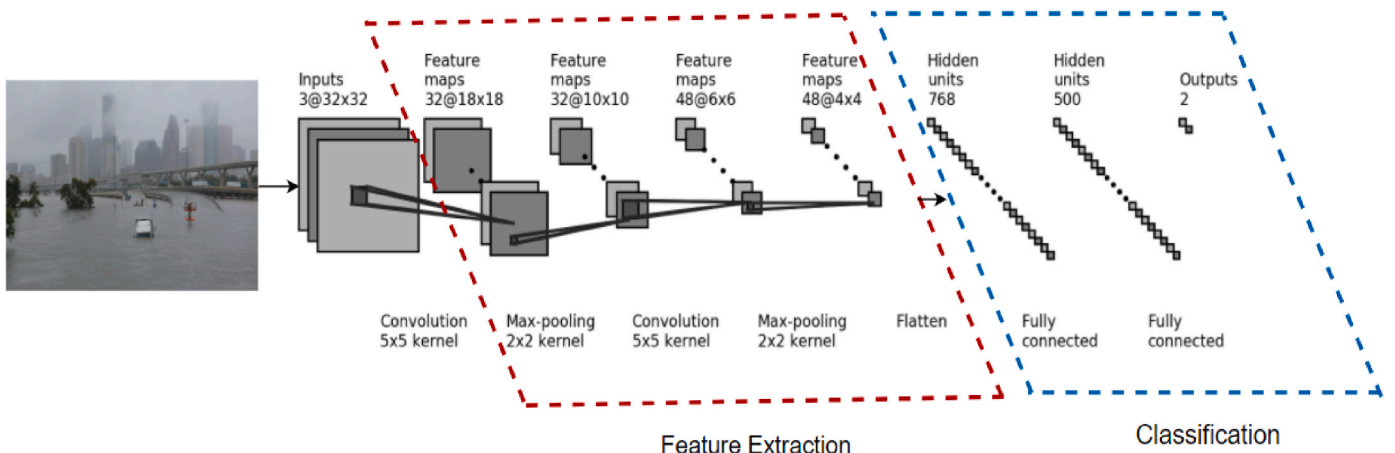 Inputs
3@32x32
Feature
maps
32@18x18
Feature
maps
32@10x10
Feature
maps
48@6x6
Feature
maps
48@4x4
Hidden
units
768
Hidden
units
500
Outputs
2
Convolution
5x5 kernel
Max-pooling
2x2 kernel
Convolution
5x5 kernel
Max-pooling
2x2 kernel
Flatten
Fully
connected
Fully
connected
Feature Extraction
Classification